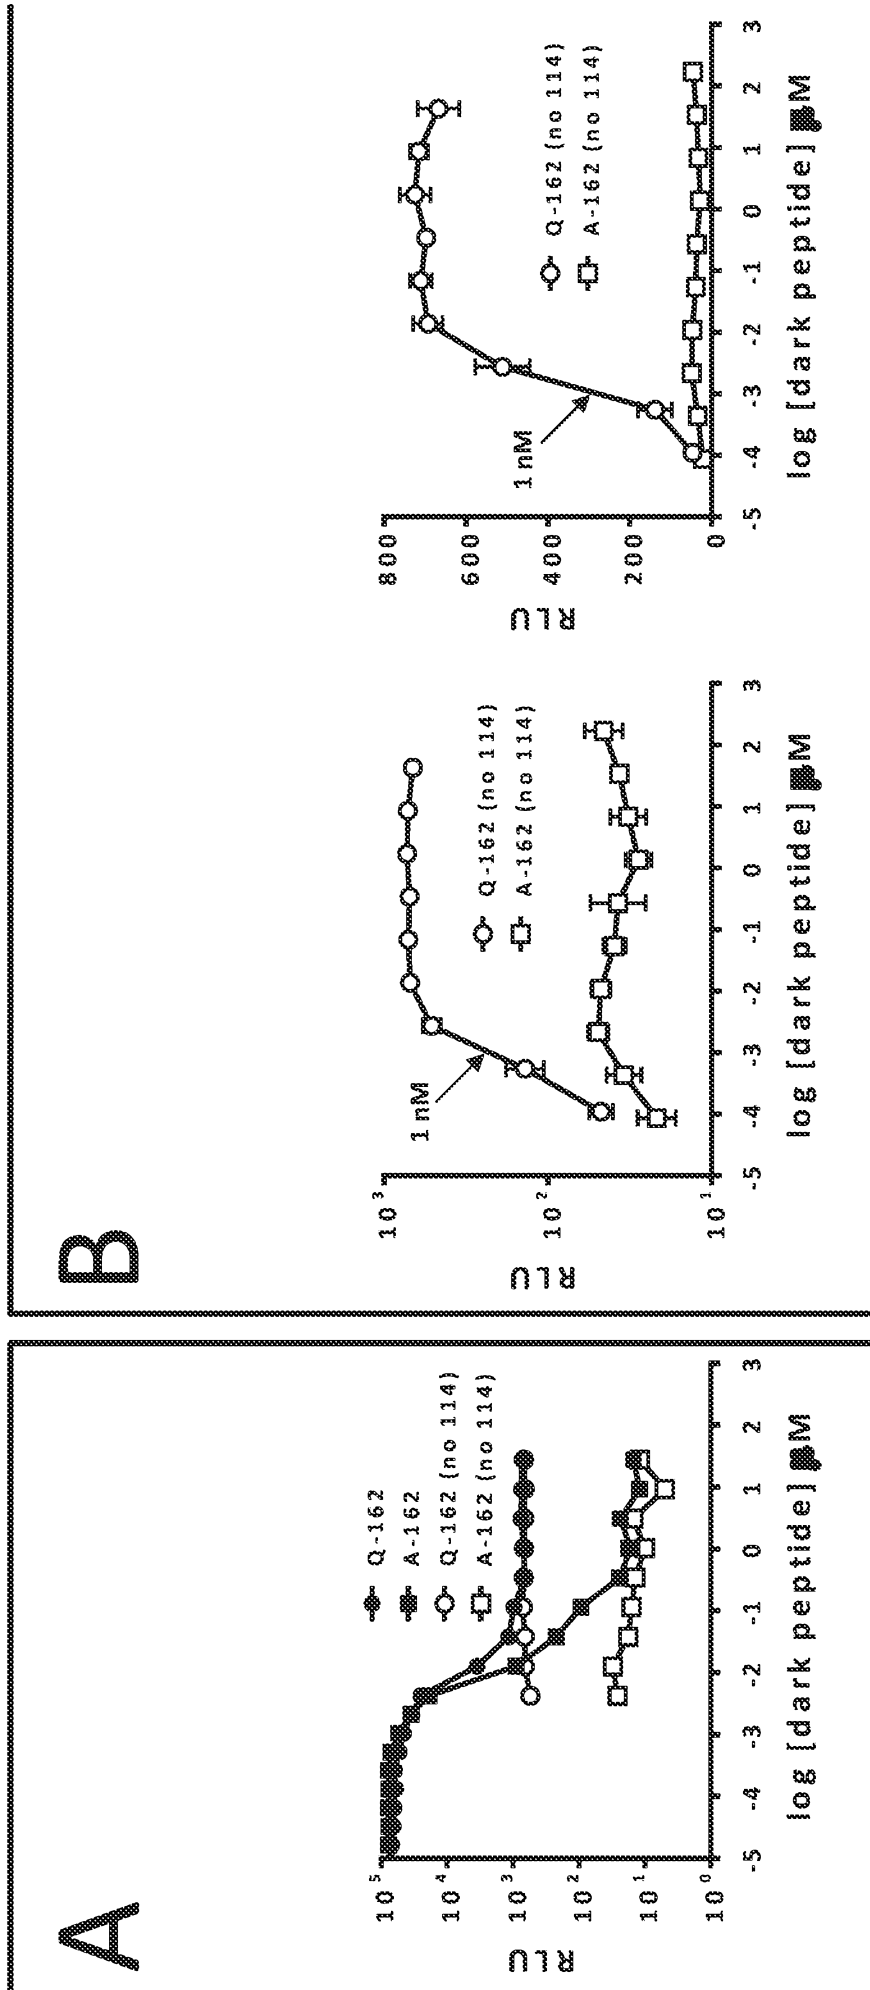 A
RLU
10^5
10^4
10^3
10^2
10^1
10^0
-5
-4
-3
-2
-1
0
1
2
3
log [dark peptide] µM
Q-162
A-162
Q-162 (no 114)
A-162 (no 114)
B
RLU
10^3
10^2
10^1
-5
-4
-3
-2
-1
0
1
2
3
log [dark peptide] µM
1 nM
Q-162 (no 114)
A-162 (no 114)
RLU
800
600
400
200
0
-5
-4
-3
-2
-1
0
1
2
3
log [dark peptide] µM
1 nM
Q-162 (no 114)
A-162 (no 114)